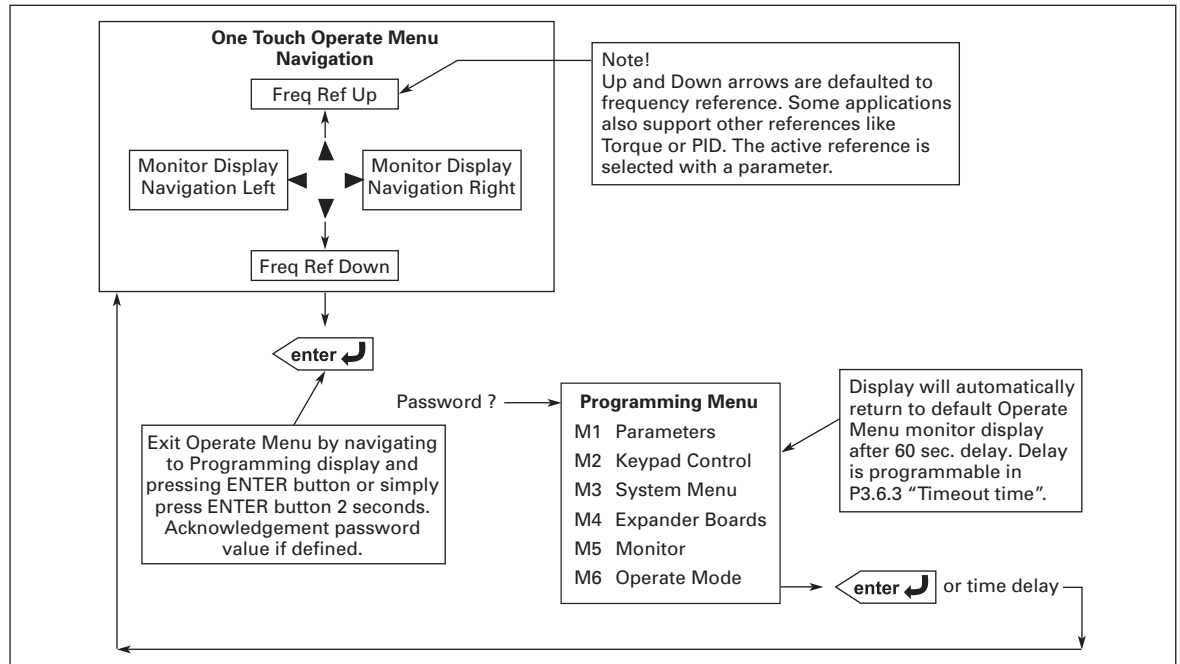 One Touch Operate Menu
Navigation
Freq Ref Up
Monitor Display
Navigation Left
Monitor Display
Navigation Right
Freq Ref Down
Note!
Up and Down arrows are defaulted to
frequency reference. Some applications
also support other references like
Torque or PID. The active reference is
selected with a parameter.
enter
Exit Operate Menu by navigating
to Programming display and
pressing ENTER button or simply
press ENTER button 2 seconds.
Acknowledgement password
value if defined.
Password ?
Programming Menu
M1 Parameters
M2 Keypad Control
M3 System Menu
M4 Expander Boards
M5 Monitor
M6 Operate Mode
Display will automatically
return to default Operate
Menu monitor display
after 60 sec. delay. Delay
is programmable in
P3.6.3 “Timeout time”.
enter or time delay